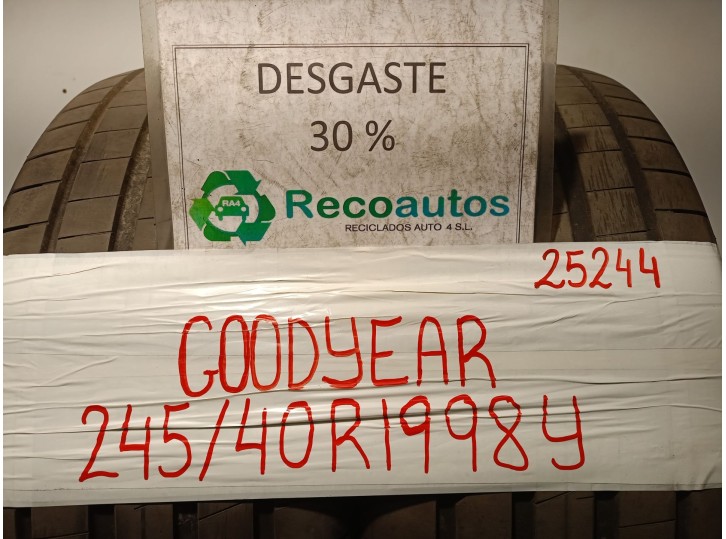 DESGASTE
30 %
RA4
Recoautos
RECICLADOS AUTO 4 S.L.
25244
GOODYEAR
245/40R1998Y